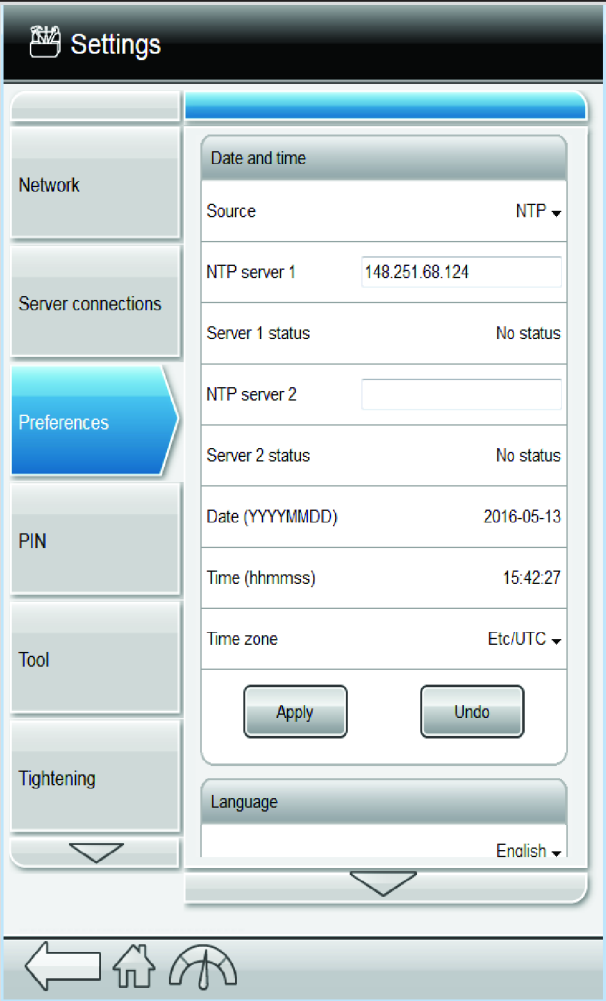 Settings
Network
Server connections
Preferences
PIN
Tool
Tightening
Date and time
Source NTP
NTP server 1 148.251.68.124
Server 1 status No status
NTP server 2
Server 2 status No status
Date (YYYYMMDD) 2016-05-13
Time (hhmmss) 15:42:27
Time zone Etc/UTC
Apply Undo
Language
English